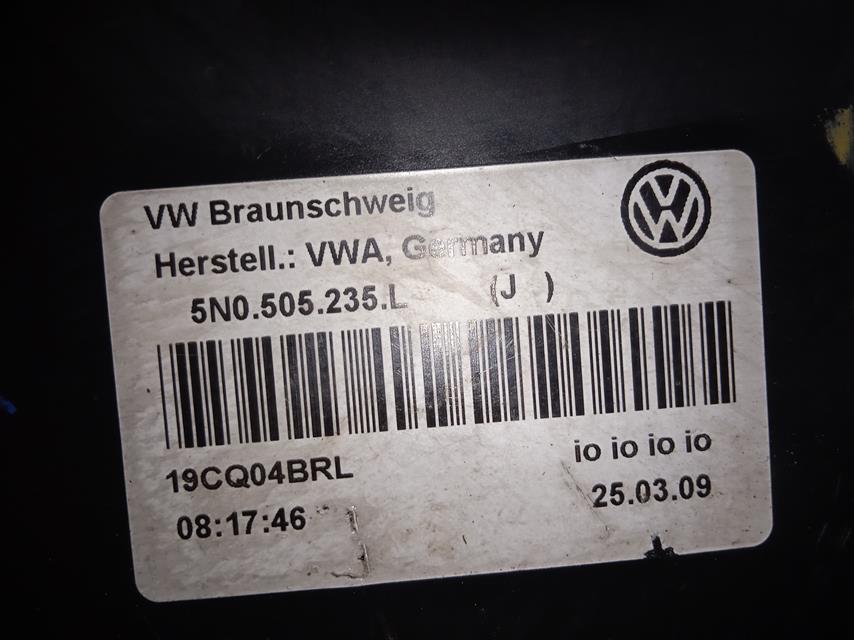 VW Braunschweig
Herstell.: VWA, Germany
5N0.505.235.L (J )
19CQ04BRL
io io io io
08:17:46
25.03.09